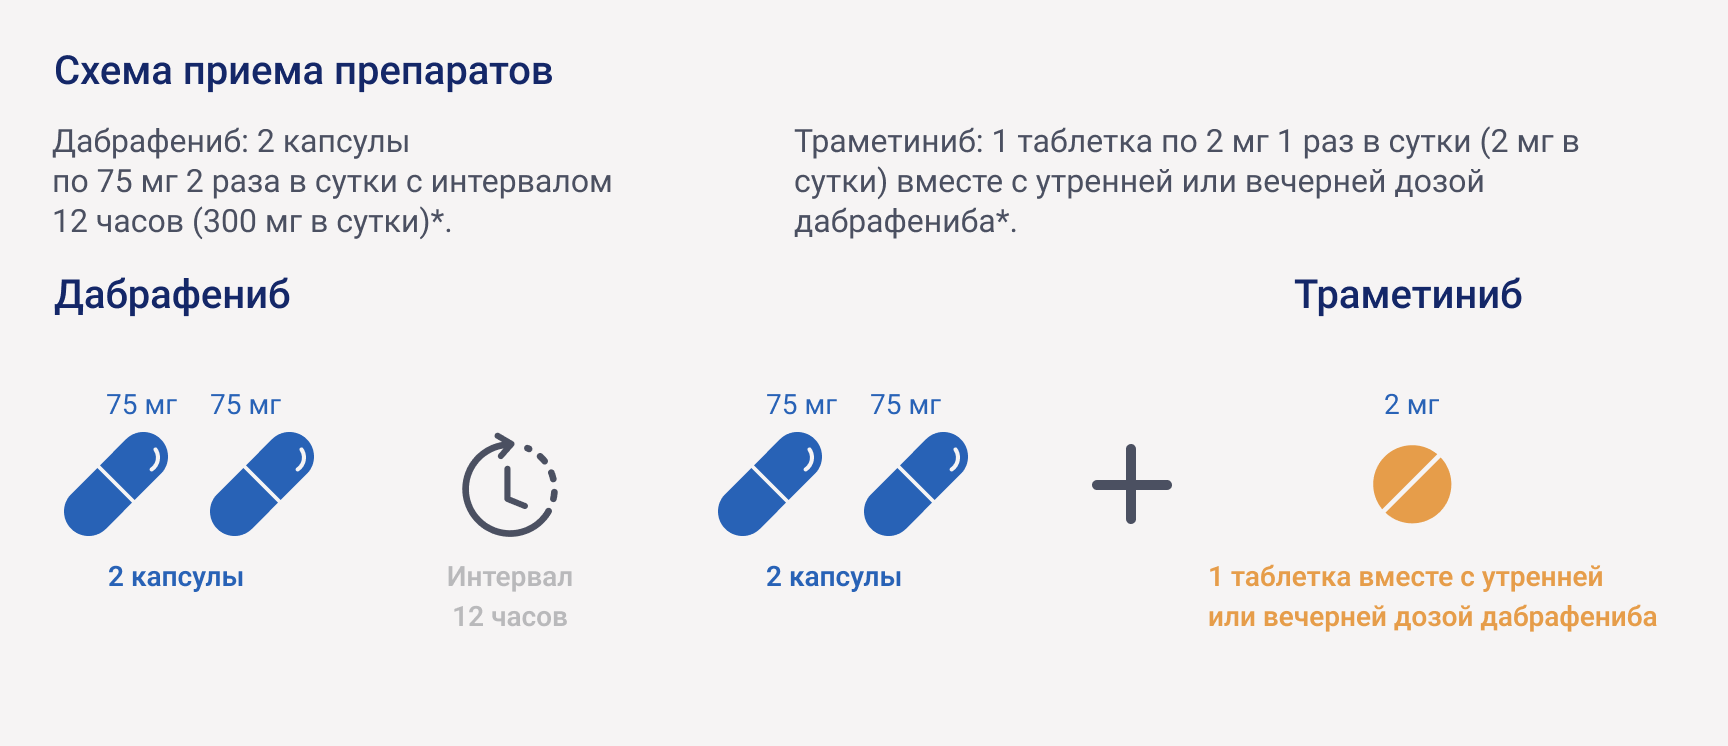 Схема приема препаратов
Дабрафениб: 2 капсулы
по 75 мг 2 раза в сутки с интервалом
12 часов (300 мг в сутки)*.
Траметиниб: 1 таблетка по 2 мг 1 раз в сутки (2 мг в
сутки) вместе с утренней или вечерней дозой
дабрафениба*.
Дабрафениб
Траметиниб
75 мг 75 мг
75 мг 75 мг
2 мг
2 капсулы
Интервал
12 часов
2 капсулы
1 таблетка вместе с утренней
или вечерней дозой дабрафениба